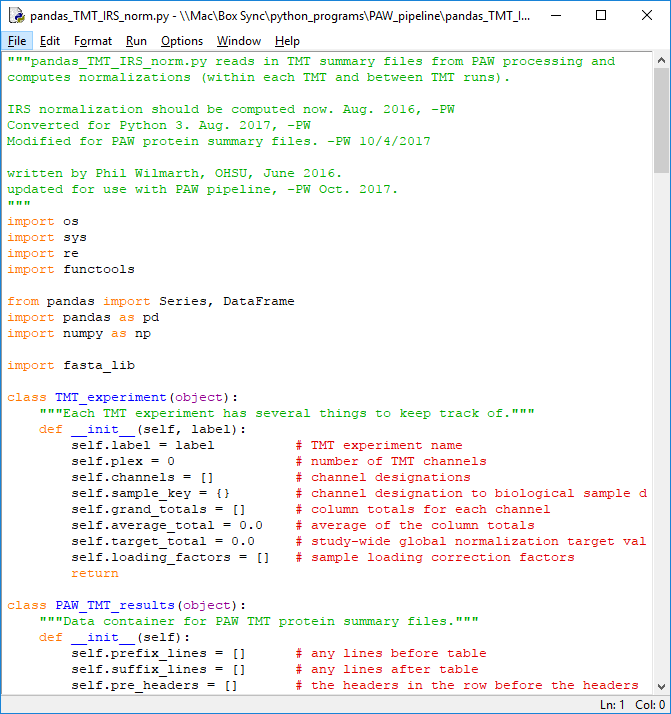 pandas_TMT_IRS_norm.py - \\Mac\Box Sync\python_programs\PAW_pipeline\pandas_TMT_I...
File Edit Format Run Options Window Help
"""pandas_TMT_IRS_norm.py reads in TMT summary files from PAW processing and
computes normalizations (within each TMT and between TMT runs).

IRS normalization should be computed now. Aug. 2016, -PW
Converted for Python 3. Aug. 2017, -PW
Modified for PAW protein summary files. -PW 10/4/2017

written by Phil Wilmarth, OHSU, June 2016.
updated for use with PAW pipeline, -PW Oct. 2017.
"""
import os
import sys
import re
import functools

from pandas import Series, DataFrame
import pandas as pd
import numpy as np

import fasta_lib

class TMT_experiment(object):
    """Each TMT experiment has several things to keep track of."""
    def __init__(self, label):
        self.label = label          # TMT experiment name
        self.plex = 0               # number of TMT channels
        self.channels = []          # channel designations
        self.sample_key = {}        # channel designation to biological sample d
        self.grand_totals = []      # column totals for each channel
        self.average_total = 0.0    # average of the column totals
        self.target_total = 0.0     # study-wide global normalization target val
        self.loading_factors = []   # sample loading correction factors
        return

class PAW_TMT_results(object):
    """Data container for PAW TMT protein summary files."""
    def __init__(self):
        self.prefix_lines = []      # any lines before table
        self.suffix_lines = []      # any lines after table
        self.pre_headers = []       # the headers in the row before the headers
Ln: 1 Col: 0